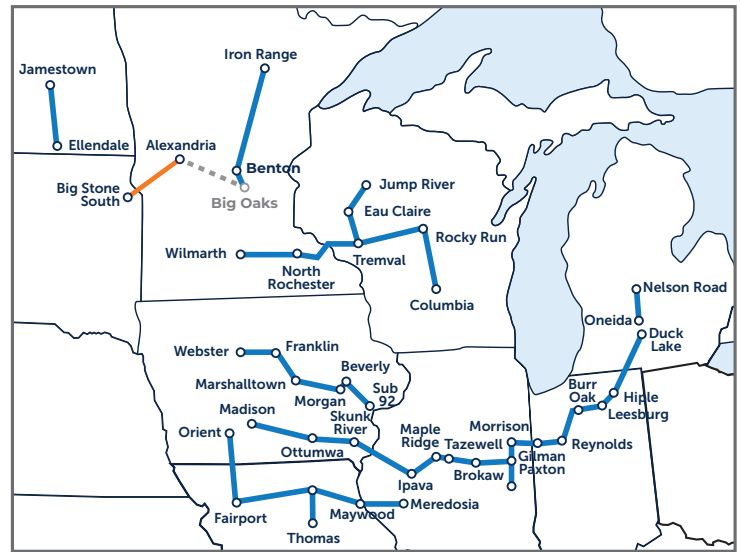 Iron Range
Jamestown
Ellendale
Alexandria
Benton
Big Stone
South
Big Oaks
Jump River
Eau Claire
Rocky Run
Wilmarth
North
Rochester
Tremval
Columbia
Nelson Road
Oneida
Duck
Lake
Webster
Franklin
Beverly
Marshalltown
Morgan
Sub
92
Burr
Oak
Hiple
Leesburg
Madison
Skunk
River
Orient
Ottumwa
Maple
Ridge
Tazewell
Morrison
Reynolds
Gilman
Paxton
Brokaw
Ipava
Fairport
Maywood
Meredosia
Thomas